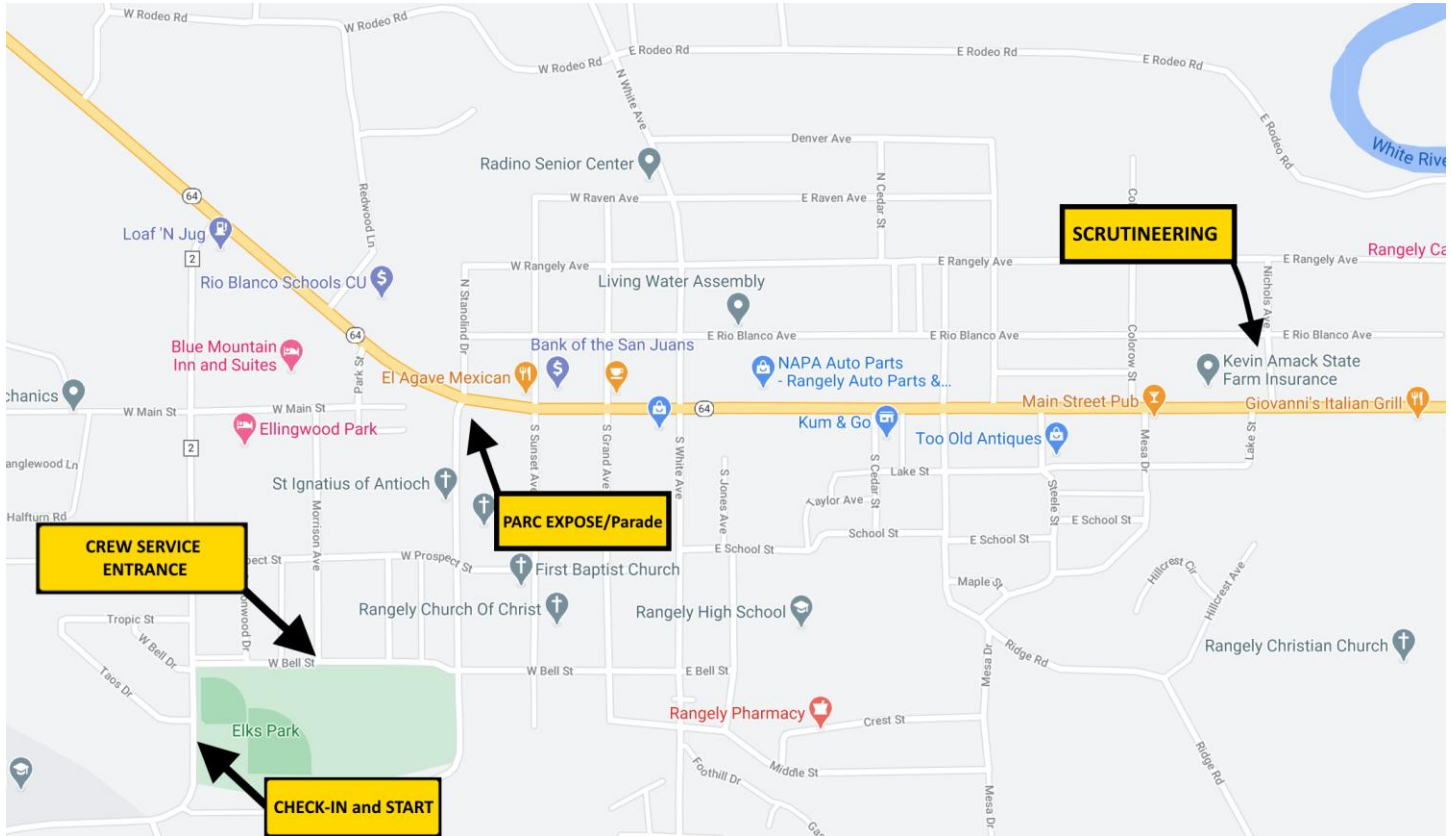 W Rodeo Rd
W Rodeo Rd
W Rodeo Rd
E Rodeo Rd
E Rodeo Rd
E Rodeo Rd
E Rodeo Rd
N White Ave
White Rive
Denver Ave
Radino Senior Center
N Cedar St
W Raven Ave
E Raven Ave
Redwood Ln
64
Loaf 'N Jug
2
SCRUTINEERING
Rio Blanco Schools CU
W Rangely Ave
E Rangely Ave
E Rangely Ave
Rangely Ca
Nichols Ave
N Stanolind Dr
Living Water Assembly
64
E Rio Blanco Ave
E Rio Blanco Ave
E Rio Blanco Ave
Colorow St
Blue Mountain
Inn and Suites
Bank of the San Juans
Park St
El Agave Mexican
NAPA Auto Parts
- Rangely Auto Parts &...
Kevin Amack State
Farm Insurance
chanics
W Main St
W Main St
64
Main Street Pub
Giovanni's Italian Grill
Ellingwood Park
Kum & Go
Too Old Antiques
2
S Sunset Ave
S Grand Ave
S White Ave
Mesa Dr
Lake St
anglewood Ln
St Ignatius of Antioch
S Jones Ave
Lake St
S Cedar St
Steele St
Taylor Ave
Halfturn Rd
Morrison Ave
PARC EXPOSE/Parade
E School St
School St
E School St
E School St
CREW SERVICE
ENTRANCE
pect St
W Prospect St
First Baptist Church
Maple St
Hillcrest Cir
Hillcrest Ave
Rangely Church Of Christ
Rangely High School
Tropic St
onwood Dr
W Bell Dr
W Bell St
W Bell St
E Bell St
Taos Dr
Mesa Dr
Ridge Rd
Rangely Christian Church
Elks Park
Rangely Pharmacy
Crest St
Middle St
Foothill Dr
Ridge Rd
Mesa Dr
CHECK-IN and START